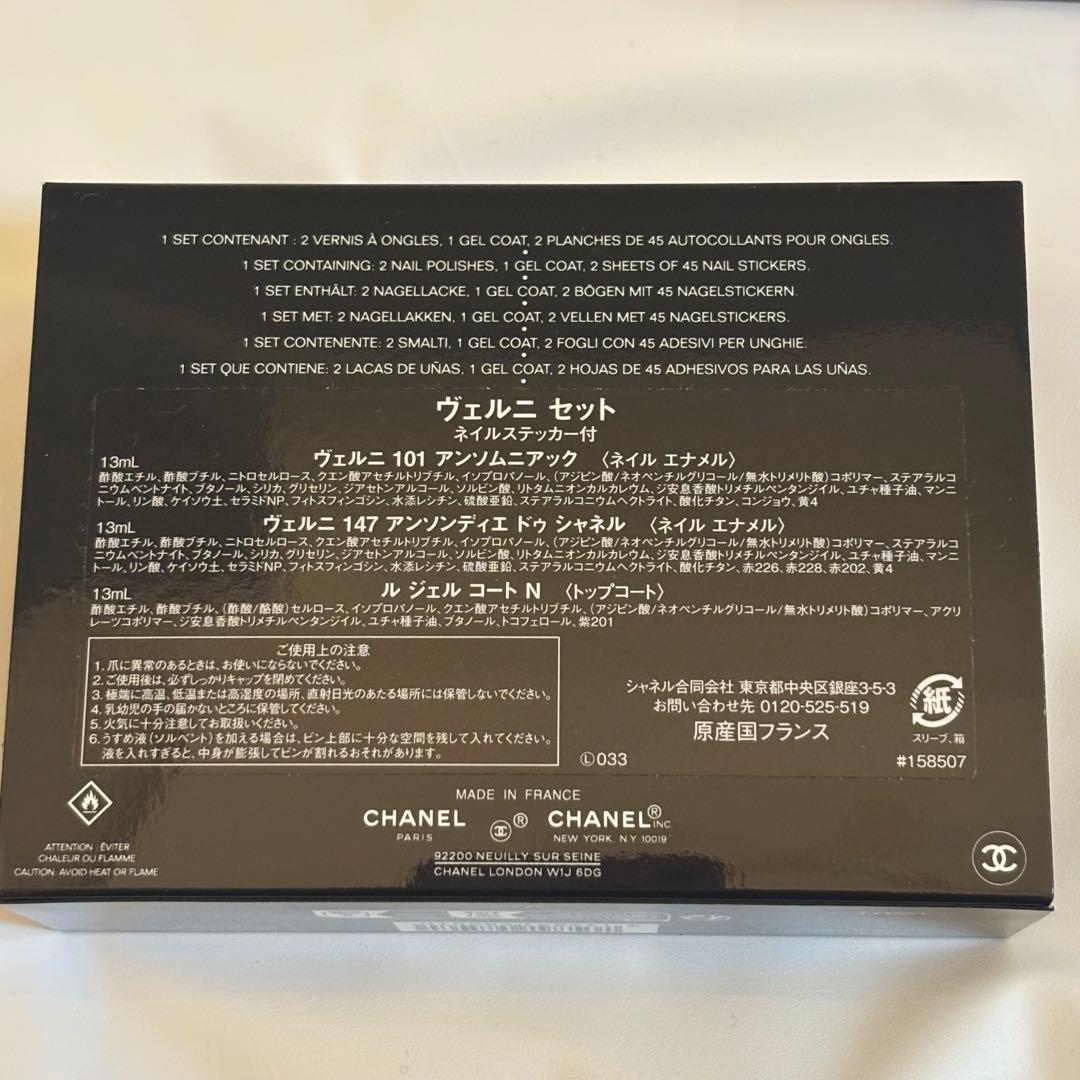 1 SET CONTENANT : 2 VERNIS À ONGLES, 1 GEL COAT, 2 PLANCHES DE 45 AUTOCOLLANTS POUR ONGLES.
1 SET CONTAINING: 2 NAIL POLISHES, 1 GEL COAT, 2 SHEETS OF 45 NAIL STICKERS.
1 SET ENTHÄLT: 2 NAGELLACKE, 1 GEL COAT, 2 BÖGEN MIT 45 NAGELSTICKERN.
1 SET MET: 2 NAGELLAKKEN, 1 GEL COAT, 2 VELLEN MET 45 NAGELSTICKERS.
1 SET CONTENENTE: 2 SMALTI, 1 GEL COAT, 2 FOGLI CON 45 ADESIVI PER UNGHIE.
1 SET QUE CONTIENE: 2 LACAS DE UÑAS, 1 GEL COAT, 2 HOJAS DE 45 ADHESIVOS PARA LAS UÑAS.
ヴェルニ セット
ネイルステッカー付
13mL ヴェルニ 101 アンソムニアック 〈ネイル エナメル〉
酢酸エチル、酢酸ブチル、ニトロセルロース、クエン酸アセチルトリブチル、イソプロパノール、(アジピン酸/ネオペンチルグリコール/無水トリメリト酸)コポリマー、ステアラルコ
ニウムベントナイト、ブタノール、シリカ、グリセリン、ジアセトンアルコール、ソルビン酸、リトタムニオンカルカレウム、ジ安息香酸トリメチルペンタンジイル、ユチャ種子油、マンニ
トール、リン酸、ケイソウ土、セラミドNP、フィトスフィンゴシン、水添レシチン、硫酸亜鉛、ステアラルコニウムヘクトライト、酸化チタン、コンジョウ、黄4
13mL ヴェルニ 147 アンソンディエ ドゥ シャネル 〈ネイル エナメル〉
酢酸エチル、酢酸ブチル、ニトロセルロース、クエン酸アセチルトリブチル、イソプロパノール、(アジピン酸/ネオペンチルグリコール/無水トリメリト酸)コポリマー、ステアラルコ
ニウムベントナイト、ブタノール、シリカ、グリセリン、ジアセトンアルコール、ソルビン酸、リトタムニオンカルカレウム、ジ安息香酸トリメチルペンタンジイル、ユチャ種子油、マンニ
トール、リン酸、ケイソウ土、セラミドNP、フィトスフィンゴシン、水添レシチン、硫酸亜鉛、ステアラルコニウムヘクトライト、酸化チタン、赤226、赤228、赤202、黄4
13mL ル ジェル コート N 〈トップコート〉
酢酸エチル、酢酸ブチル、(酢酸/酪酸)セルロース、イソプロパノール、クエン酸アセチルトリブチル、(アジピン酸/ネオペンチルグリコール/無水トリメリト酸)コポリマー、アクリ
レーツコポリマー、ジ安息香酸トリメチルペンタンジイル、ユチャ種子油、ブタノール、トコフェロール、紫201
ご使用上の注意
1. 爪に異常のあるときは、お使いにならないでください。
2. ご使用後は、必ずしっかりキャップを閉めてください。
3. 極端に高温、低温または高湿度の場所、直射日光のあたる場所には保管しないでください。
4. 乳幼児の手の届かないところに保管してください。
5. 火気に十分注意してお取扱いください。
6. うすめ液(ソルベント)を加える場合は、ビン上部に十分な空間を残して入れてください。
液を入れすぎると、中身が膨張してビンが割れるおそれがあります。
シャネル合同会社 東京都中央区銀座3-5-3
お問い合わせ先 0120-525-519
原産国フランス
紙
スリーブ、箱
Ⓛ033
#158507
MADE IN FRANCE
CHANEL ® CHANEL® INC.
PARIS NEW YORK. N.Y 10019
92200 NEUILLY SUR SEINE
CHANEL LONDON W1J 6DG
ATTENTION : ÉVITER
CHALEUR OU FLAMME
CAUTION: AVOID HEAT OR FLAME